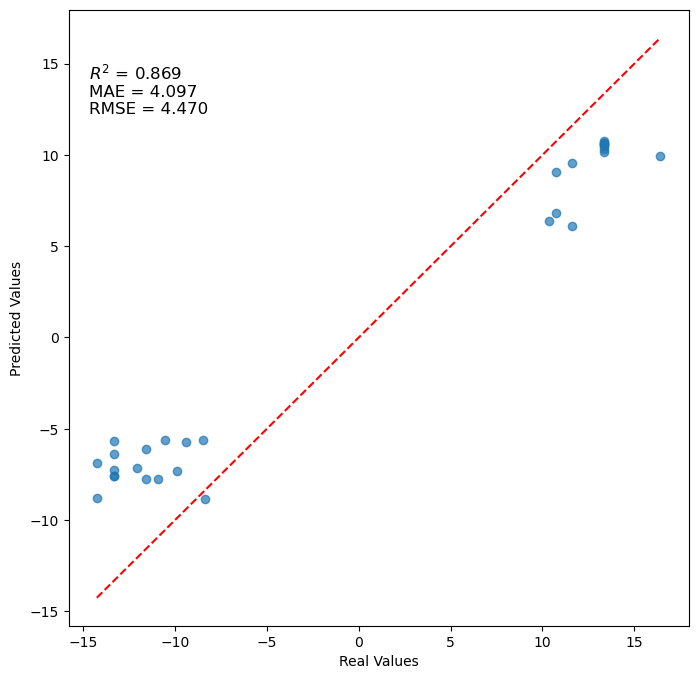 R² = 0.869
MAE = 4.097
RMSE = 4.470
15
10
5
0
−5
−10
−15
Predicted Values
−15 −10 −5 0 5 10 15
Real Values